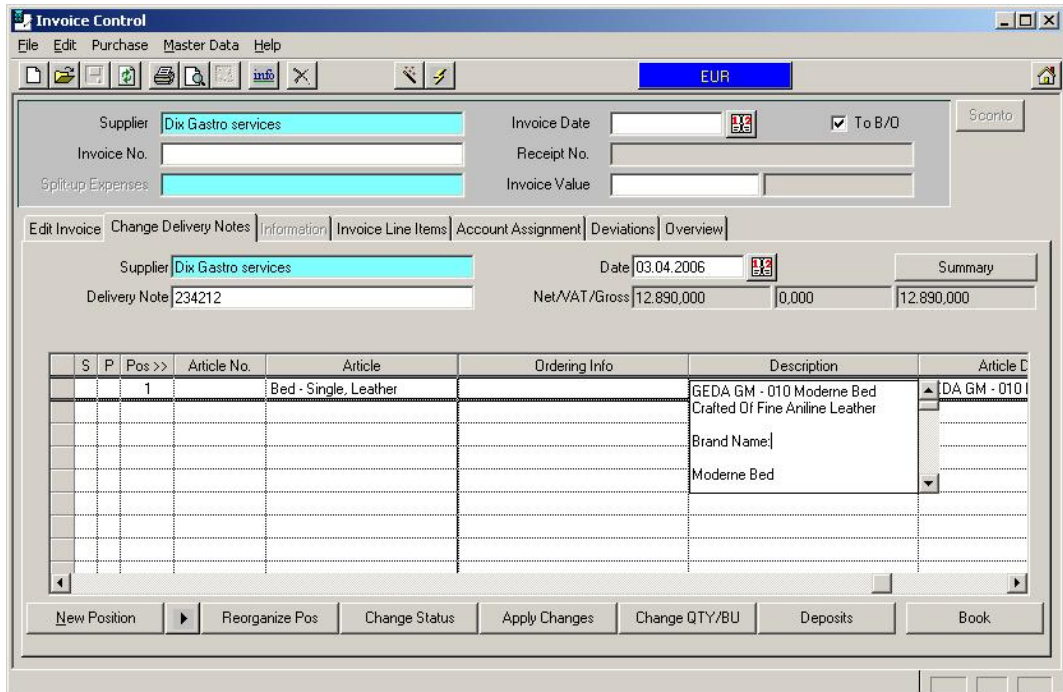 Invoice Control
File Edit Purchase Master Data Help
info EUR
Supplier Dix Gastro services Invoice Date To B/O Sconto
Invoice No. Receipt No.
Split-up Expenses Invoice Value
Edit Invoice Change Delivery Notes Information Invoice Line Items Account Assignment Deviations Overview
Supplier Dix Gastro services Date 03.04.2006 Summary
Delivery Note 234212 Net/VAT/Gross 12.890,000 0,000 12.890,000
S P Pos >> Article No. Article Ordering Info Description Article D
1 Bed - Single, Leather GEDA GM - 010 Moderne Bed DA GM - 010
Crafted Of Fine Aniline Leather
Brand Name:
Moderne Bed
New Position Reorganize Pos Change Status Apply Changes Change QTY/BU Deposits Book